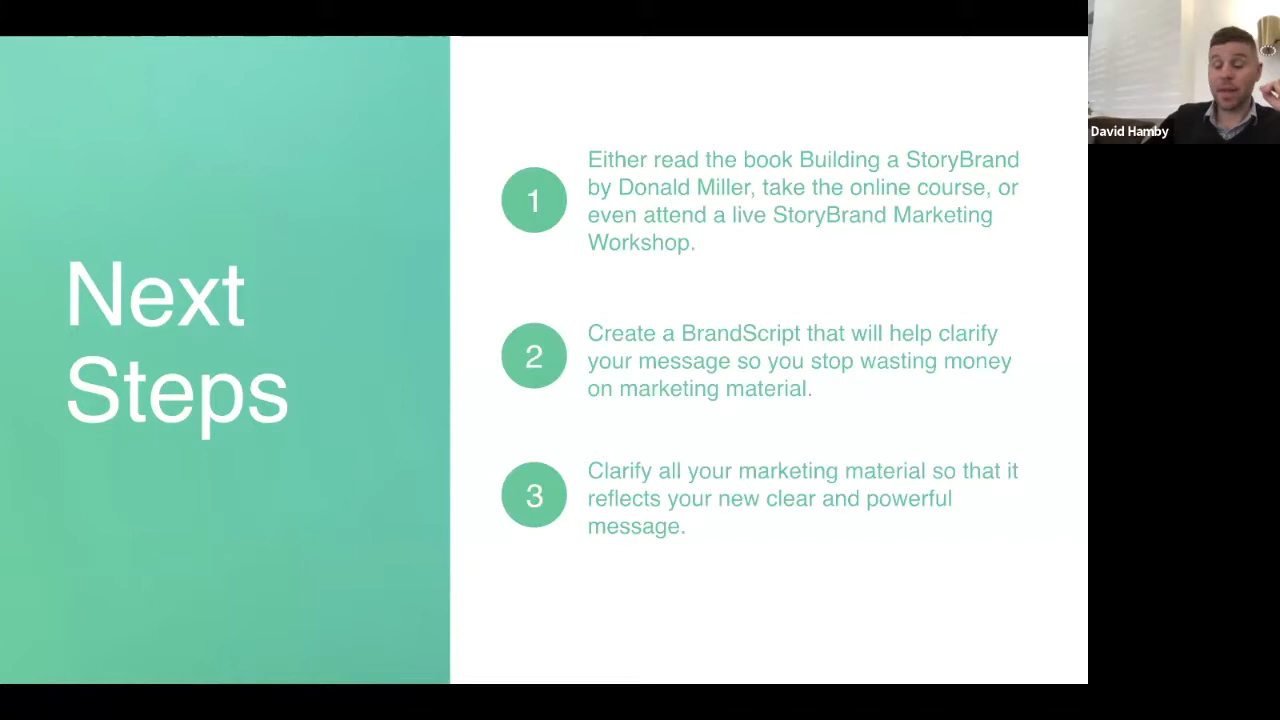 Next
Steps
1
Either read the book Building a StoryBrand
by Donald Miller, take the online course, or
even attend a live StoryBrand Marketing
Workshop.
2
Create a BrandScript that will help clarify
your message so you stop wasting money
on marketing material.
3
Clarify all your marketing material so that it
reflects your new clear and powerful
message.
David Hamby